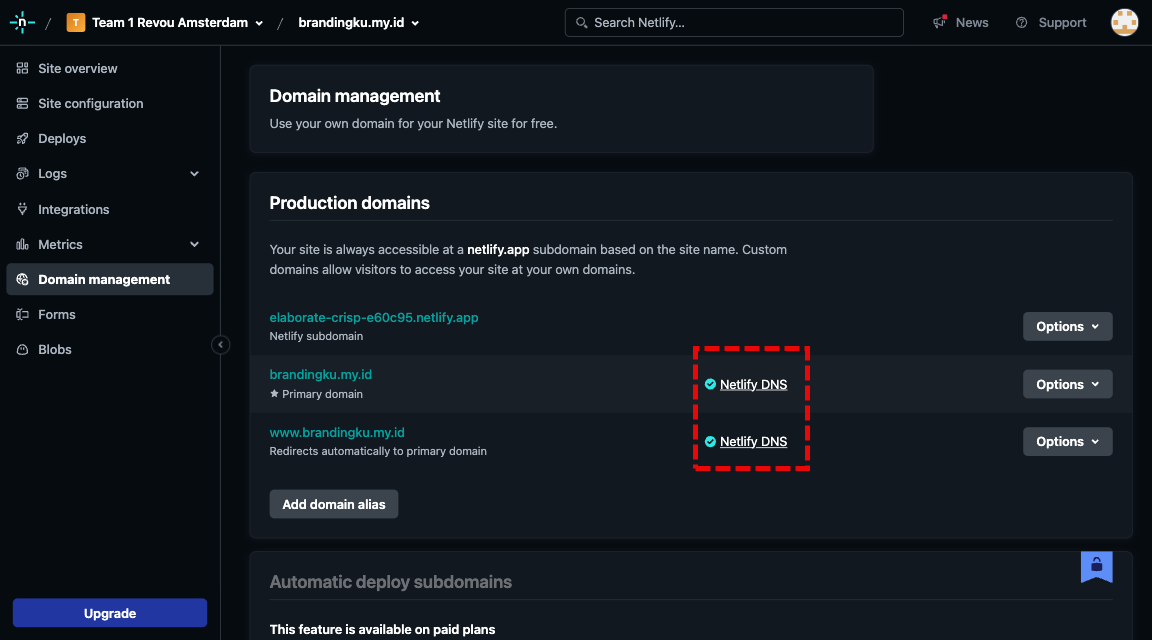 Team 1 Revou Amsterdam
brandingku.my.id
Search Netlify...
News
Support
Site overview
Site configuration
Deploys
Logs
Integrations
Metrics
Domain management
Forms
Blobs
Upgrade
Domain management
Use your own domain for your Netlify site for free.
Production domains
Your site is always accessible at a netlify.app subdomain based on the site name. Custom
domains allow visitors to access your site at your own domains.
elaborate-crisp-e60c95.netlify.app
Netlify subdomain
Options
brandingku.my.id
Primary domain
Netlify DNS
Options
www.brandingku.my.id
Redirects automatically to primary domain
Netlify DNS
Options
Add domain alias
Automatic deploy subdomains
This feature is available on paid plans